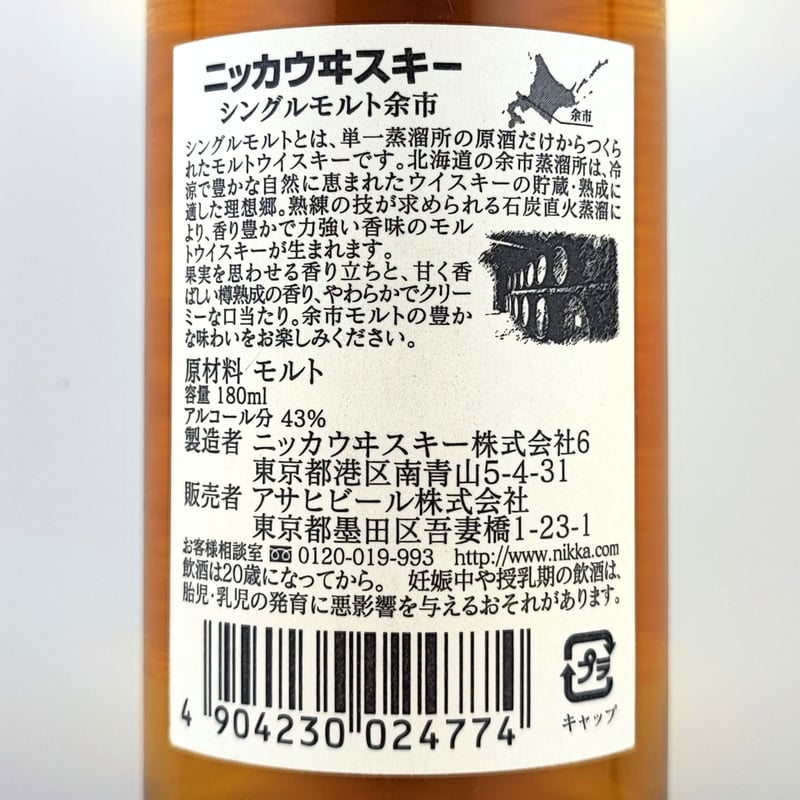 ニッカウヰスキー
シングルモルト余市
余市
シングルモルトとは、単一蒸溜所の原酒だけからつくら
れたモルトウイスキーです。北海道の余市蒸溜所は、冷
涼で豊かな自然に恵まれたウイスキーの貯蔵・熟成に
適した理想郷。熟練の技が求められる石炭直火蒸溜に
より、香り豊かで力強い香味のモル
トウイスキーが生まれます。
果実を思わせる香り立ちと、甘く香
ばしい樽熟成の香り、やわらかでクリー
ミーな口当たり。余市モルトの豊か
な味わいをお楽しみください。
原材料 モルト
容量 180ml
アルコール分 43%
製造者 ニッカウヰスキー株式会社6
東京都港区南青山5-4-31
販売者 アサヒビール株式会社
東京都墨田区吾妻橋1-23-1
お客様相談室 0120-019-993 http://www.nikka.com
飲酒は20歳になってから。 妊娠中や授乳期の飲酒は、
胎児・乳児の発育に悪影響を与えるおそれがあります。
プラ
キャップ
4 904230 024774